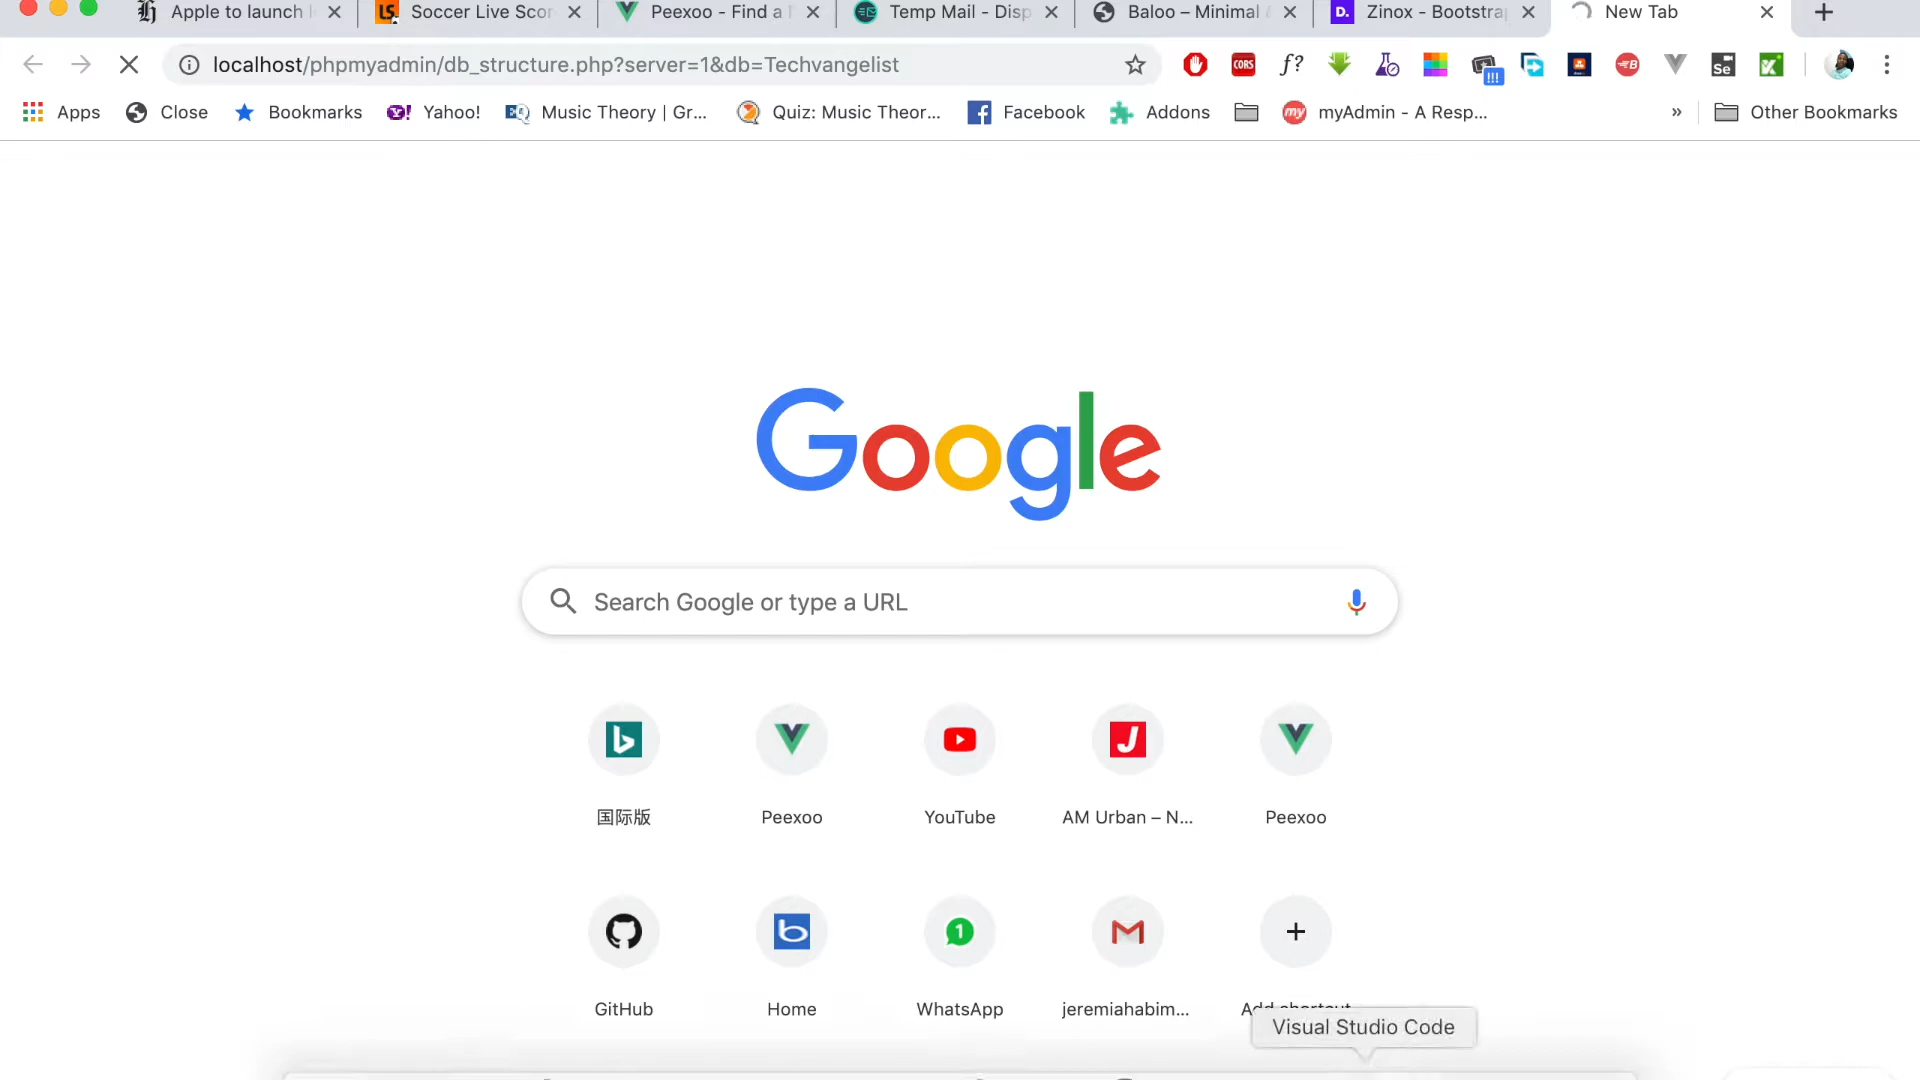 Apple to launch
Soccer Live Scor
Peexoo - Find a
Temp Mail - Disp
Baloo – Minimal
Zinox - Bootstra
New Tab
localhost/phpmyadmin/db_structure.php?server=1&db=Techvangelist
Apps
Close
Bookmarks
Yahoo!
Music Theory | Gr...
Quiz: Music Theor...
Facebook
Addons
myAdmin - A Resp...
»
Other Bookmarks
Google
Search Google or type a URL
国际版
Peexoo
YouTube
AM Urban – N...
Peexoo
GitHub
Home
WhatsApp
jeremiahabim...
Add shortcut
Visual Studio Code